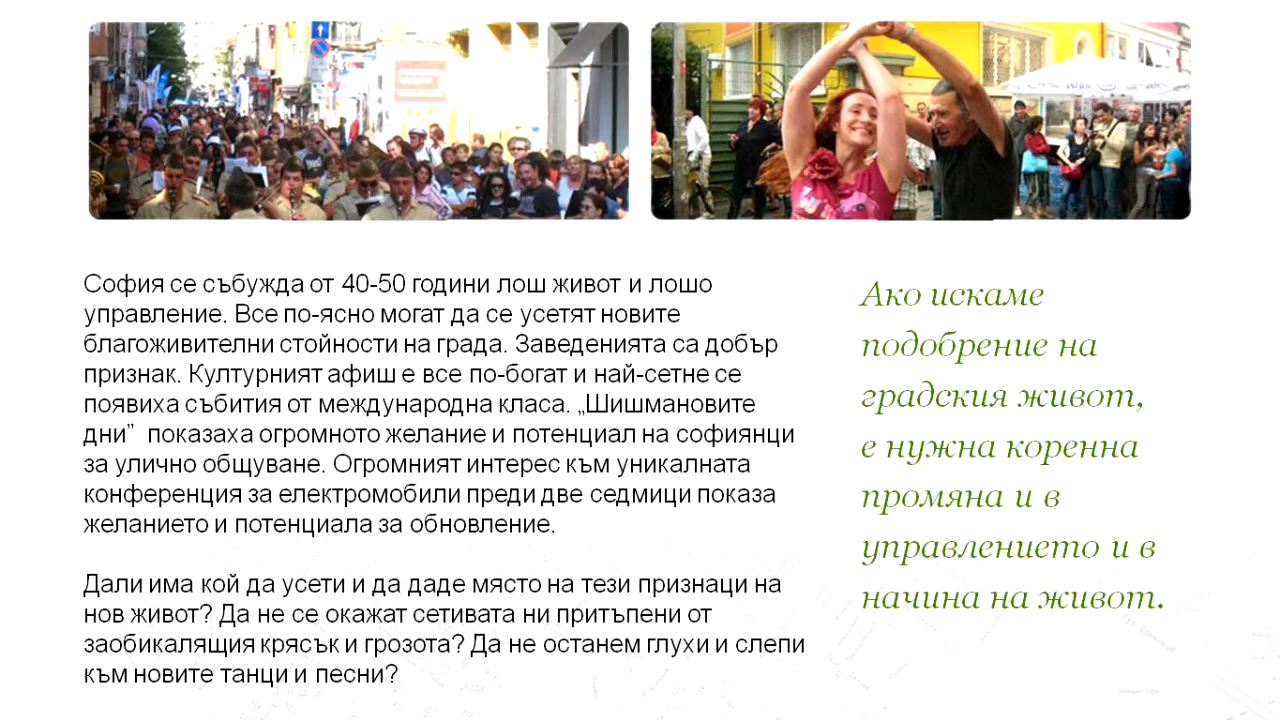 София се събужда от 40-50 години лош живот и лошо
управление. Все по-ясно могат да се усетят новите
благоживителни стойности на града. Заведенията са добър
признак. Културният афиш е все по-богат и най-сетне се
появиха събития от международна класа. „Шишмановите
дни”  показаха огромното желание и потенциал на софиянци
за улично общуване. Огромният интерес към уникалната
конференция за електромобили преди две седмици показа
желанието и потенциала за обновление.
Дали има кой да усети и да даде място на тези признаци на
нов живот? Да не се окажат сетивата ни притъпени от
заобикалящия крясък и грозота? Да не останем глухи и слепи
към новите танци и песни?
Ако искаме
подобрение на
градския живот,
е нужна коренна
промяна и в
управлението и в
начина на живот.